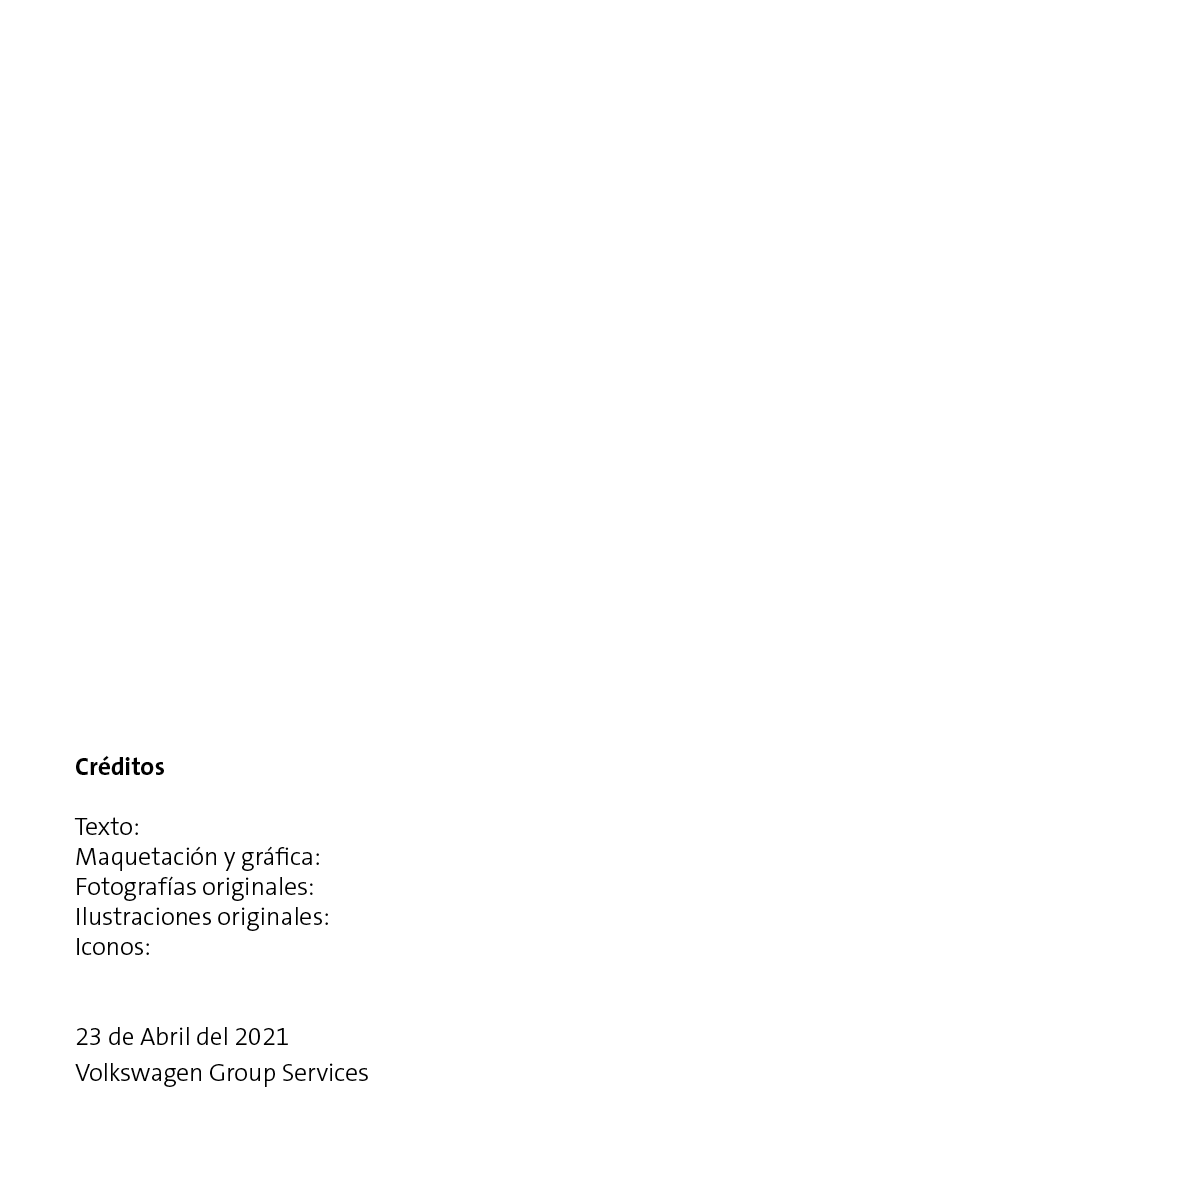 Créditos
Texto:
Maquetación y gráfica:
Fotografías originales:
Ilustraciones originales:
Iconos:
23 de Abril del 2021
Volkswagen Group Services